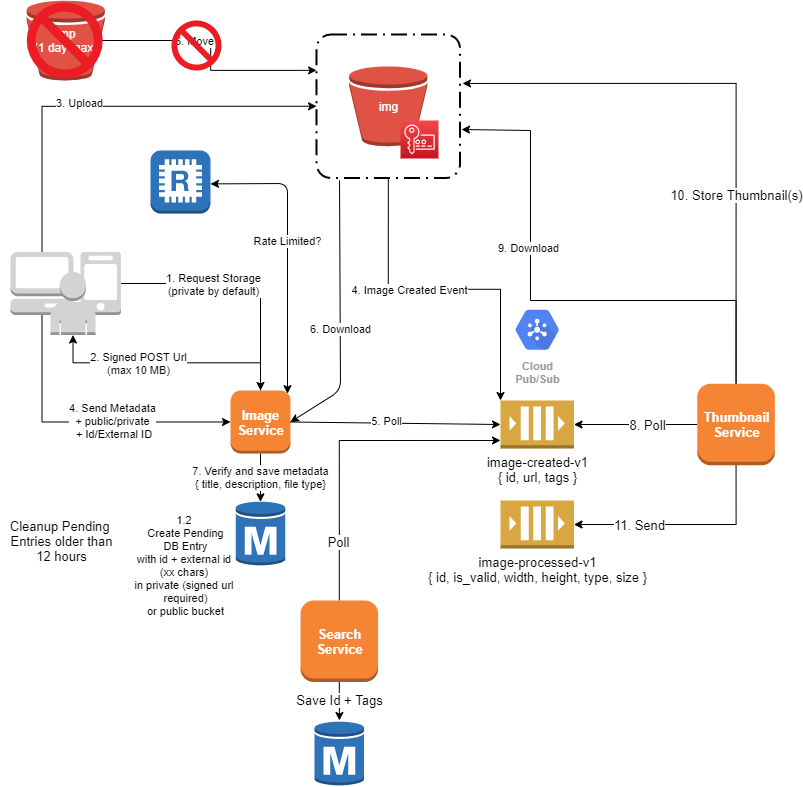 mp
1 day max
5. Move
img
3. Upload
R
10. Store Thumbnail(s)
Rate Limited?
9. Download
1. Request Storage
(private by default)
4. Image Created Event
6. Download
2. Signed POST Url
(max 10 MB)
Cloud
Pub/Sub
4. Send Metadata
+ public/private
+ Id/External ID
Image
Service
5. Poll
8. Poll
Thumbnail
Service
image-created-v1
{ id, url, tags }
7. Verify and save metadata
{ title, description, file type}
M
Cleanup Pending
Entries older than
12 hours
1.2
Create Pending
DB Entry
with id + external id
(xx chars)
in private (signed url
required)
or public bucket
Poll
11. Send
image-processed-v1
{ id, is_valid, width, height, type, size }
Search
Service
Save Id + Tags
M